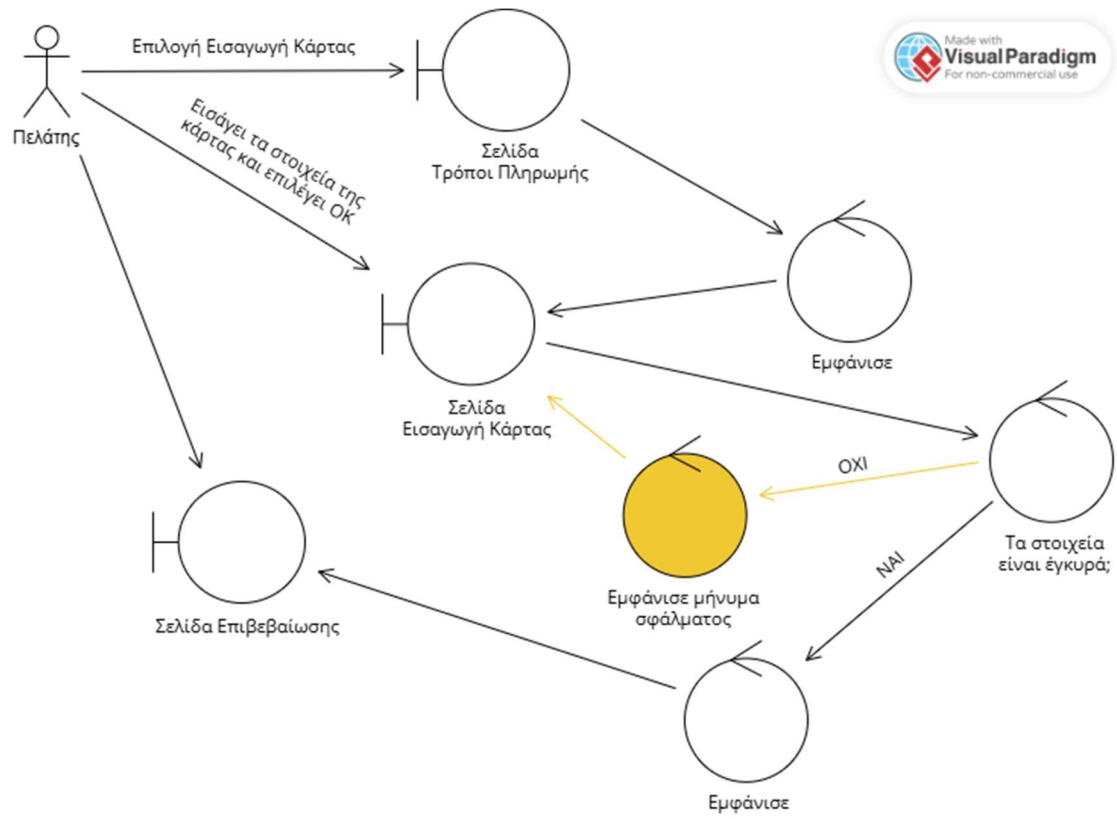 Επιλογή Εισαγωγή Κάρτας
Made with
Visual Paradigm
For non-commercial use
Πελάτης
Εισάγει τα στοιχεία της
κάρτας και επιλέγει ΟΚ
Σελίδα
Τρόποι Πληρωμής
Εμφάνισε
Σελίδα
Εισαγωγή Κάρτας
ΟΧΙ
Τα στοιχεία
είναι έγκυρά;
ΝΑΙ
Εμφάνισε μήνυμα
σφάλματος
Σελίδα Επιβεβαίωσης
Εμφάνισε